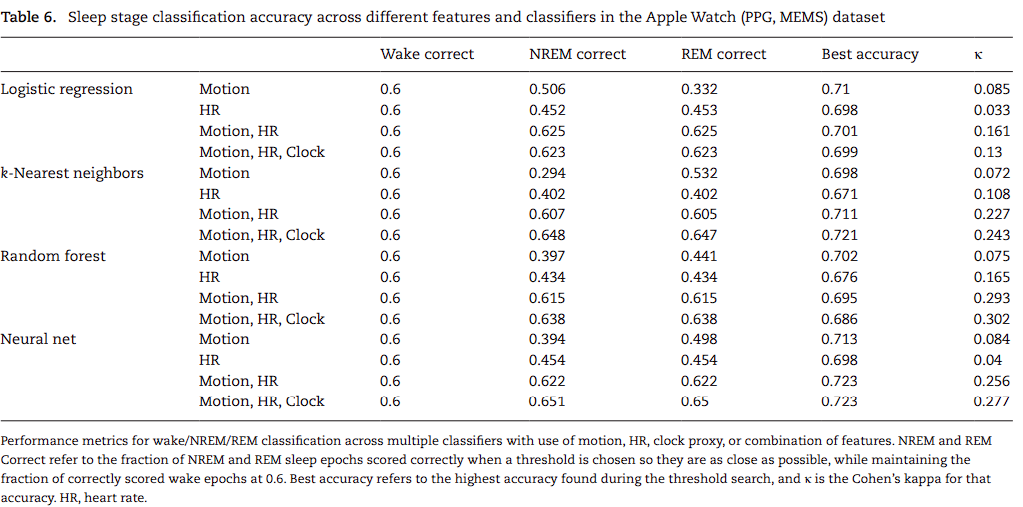 Table 6. Sleep stage classification accuracy across different features and classifiers in the Apple Watch (PPG, MEMS) dataset
Wake correct NREM correct REM correct Best accuracy κ
Logistic regression Motion 0.6 0.506 0.332 0.71 0.085
HR 0.6 0.452 0.453 0.698 0.033
Motion, HR 0.6 0.625 0.625 0.701 0.161
Motion, HR, Clock 0.6 0.623 0.623 0.699 0.13
k-Nearest neighbors Motion 0.6 0.294 0.532 0.698 0.072
HR 0.6 0.402 0.402 0.671 0.108
Motion, HR 0.6 0.607 0.605 0.711 0.227
Motion, HR, Clock 0.6 0.648 0.647 0.721 0.243
Random forest Motion 0.6 0.397 0.441 0.702 0.075
HR 0.6 0.434 0.434 0.676 0.165
Motion, HR 0.6 0.615 0.615 0.695 0.293
Motion, HR, Clock 0.6 0.638 0.638 0.686 0.302
Neural net Motion 0.6 0.394 0.498 0.713 0.084
HR 0.6 0.454 0.454 0.698 0.04
Motion, HR 0.6 0.622 0.622 0.723 0.256
Motion, HR, Clock 0.6 0.651 0.65 0.723 0.277
Performance metrics for wake/NREM/REM classification across multiple classifiers with use of motion, HR, clock proxy, or combination of features. NREM and REM
Correct refer to the fraction of NREM and REM sleep epochs scored correctly when a threshold is chosen so they are as close as possible, while maintaining the
fraction of correctly scored wake epochs at 0.6. Best accuracy refers to the highest accuracy found during the threshold search, and κ is the Cohen's kappa for that
accuracy. HR, heart rate.